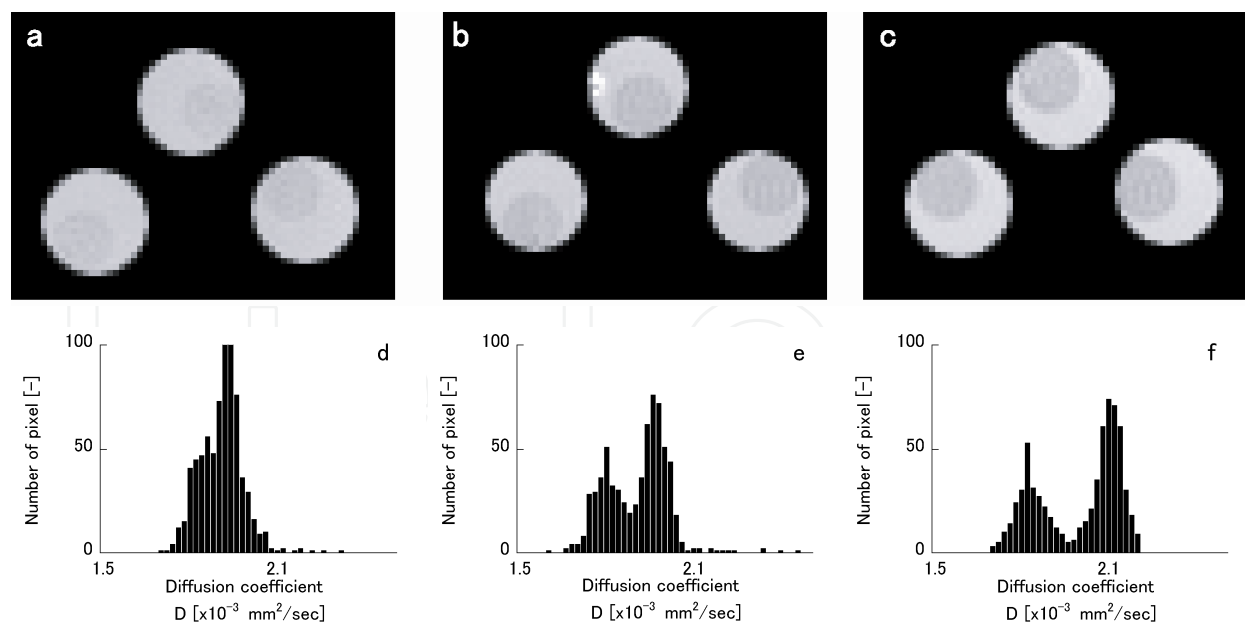 a
b
c
d
100
50
0
Number of pixel [-]
1.5
2.1
Diffusion coefficient
D [x10⁻³ mm²/sec]
e
100
50
0
Number of pixel [-]
1.5
2.1
Diffusion coefficient
D [x10⁻³ mm²/sec]
f
100
50
0
Number of pixel [-]
1.5
2.1
Diffusion coefficient
D [x10⁻³ mm²/sec]